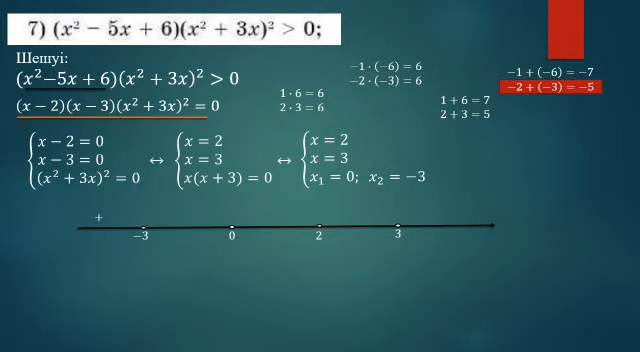 7) (x² − 5x + 6)(x² + 3x)² > 0;
Шешуі:
(x²−5x + 6)(x² + 3x)² > 0
(x − 2)(x − 3)(x² + 3x)² = 0
1 · 6 = 6
2 · 3 = 6
−1 · (−6) = 6
−2 · (−3) = 6
1 + 6 = 7
2 + 3 = 5
−1 + (−6) = −7
−2 + (−3) = −5
x − 2 = 0
x − 3 = 0
(x² + 3x)² = 0
↔
x = 2
x = 3
x(x + 3) = 0
↔
x = 2
x = 3
x₁ = 0; x₂ = −3
+
−3 0 2 3